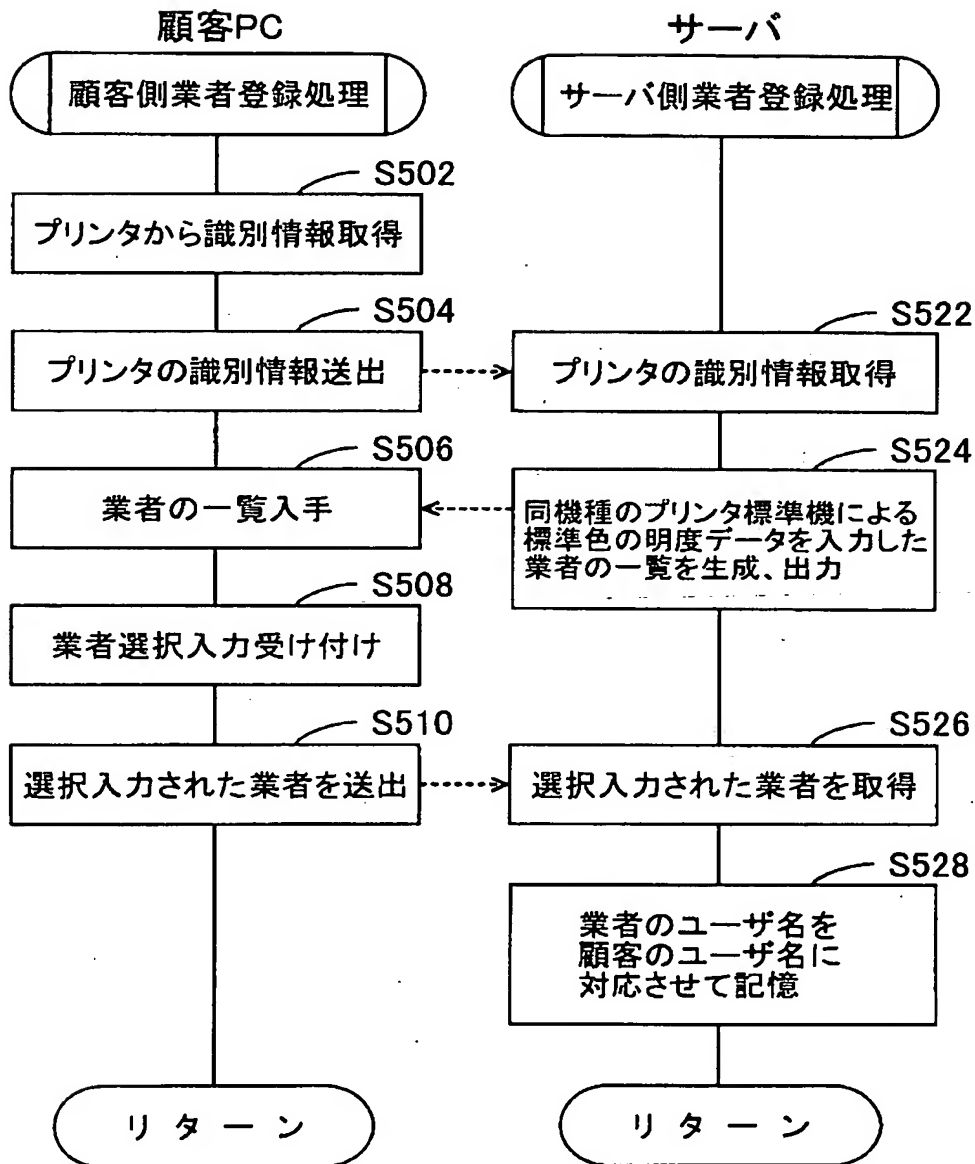 顧客PC
サーバ
顧客側業者登録処理
サーバ側業者登録処理
S502
プリンタから識別情報取得
S504
プリンタの識別情報送出
S522
プリンタの識別情報取得
S506
業者の一覧入手
S524
同機種のプリンタ標準機による
標準色の明度データを入力した
業者の一覧を生成、出力
S508
業者選択入力受け付け
S510
選択入力された業者を送出
S526
選択入力された業者を取得
S528
業者のユーザ名を
顧客のユーザ名に
対応させて記憶
リターン
リターン